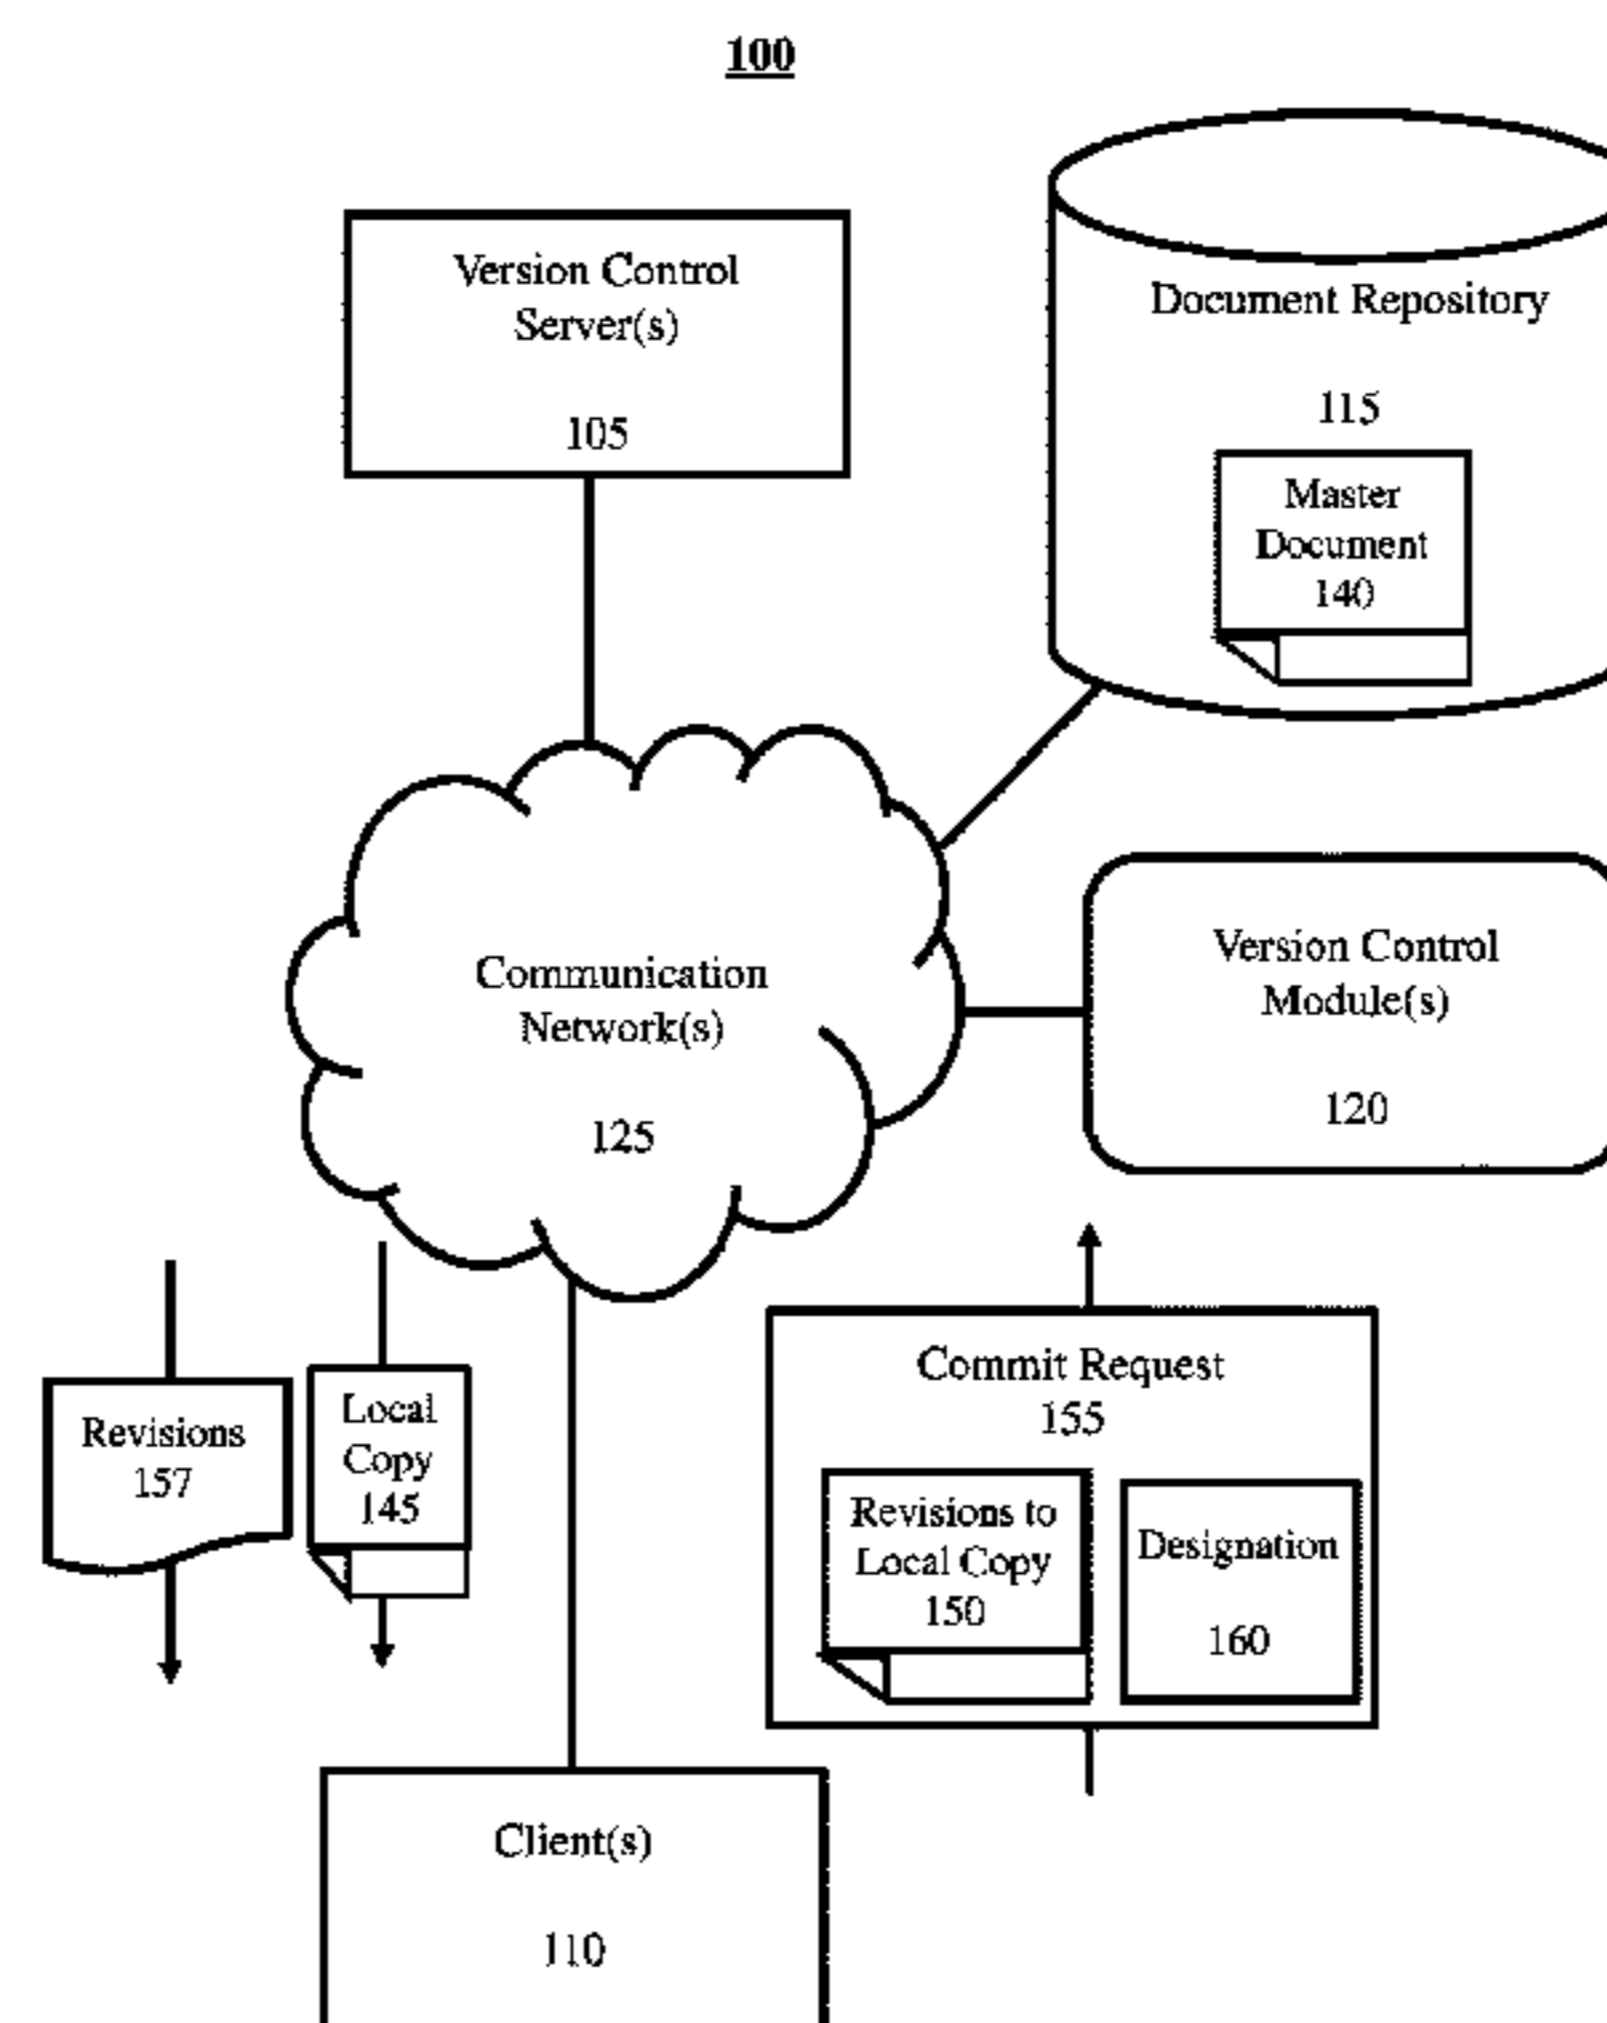 100
Version Control
Server(s)
105
Document Repository
115
Master
Document
140
Communication
Network(s)
125
Version Control
Module(s)
120
Revisions
157
Local
Copy
145
Commit Request
155
Revisions to
Local Copy
150
Designation
160
Client(s)
110